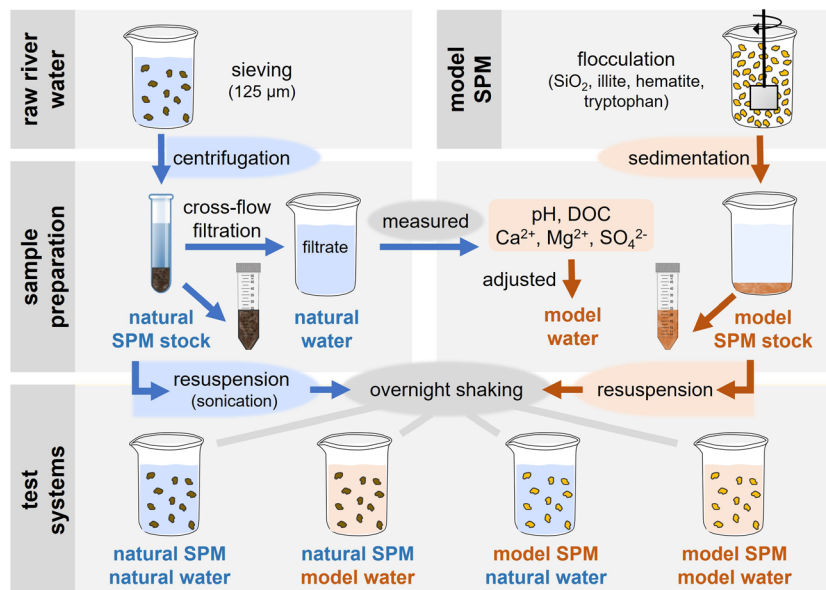 raw river
water
sieving
(125 µm)
centrifugation
model
SPM
flocculation
(SiO₂, illite, hematite,
tryptophan)
sedimentation
sample
preparation
cross-flow
filtration
filtrate
natural
SPM stock
natural
water
measured
pH, DOC
Ca²⁺, Mg²⁺, SO₄²⁻
adjusted
model
water
model
SPM stock
resuspension
(sonication)
overnight shaking
resuspension
test
systems
natural SPM
natural water
natural SPM
model water
model SPM
natural water
model SPM
model water